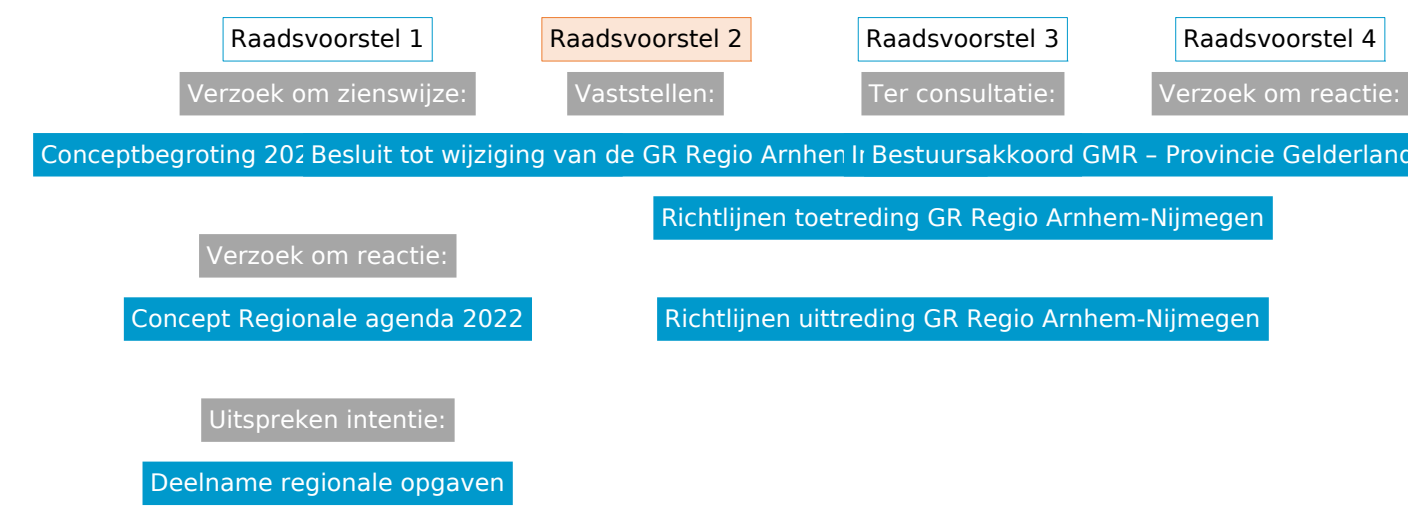 Raadsvoorstel 1 Raadsvoorstel 2 Raadsvoorstel 3 Raadsvoorstel 4
Verzoek om zienswijze: Vaststellen: Ter consultatie: Verzoek om reactie:
Conceptbegroting Besluit tot wijziging van de GR Regio Bestuursakkoord GMR – Provincie Gelderland
Richtlijnen toetreding GR Regio Arnhem-Nijmegen
Verzoek om reactie:
Concept Regionale agenda 2022 Richtlijnen uittreding GR Regio Arnhem-Nijmegen
Uitspreken intentie:
Deelname regionale opgaven